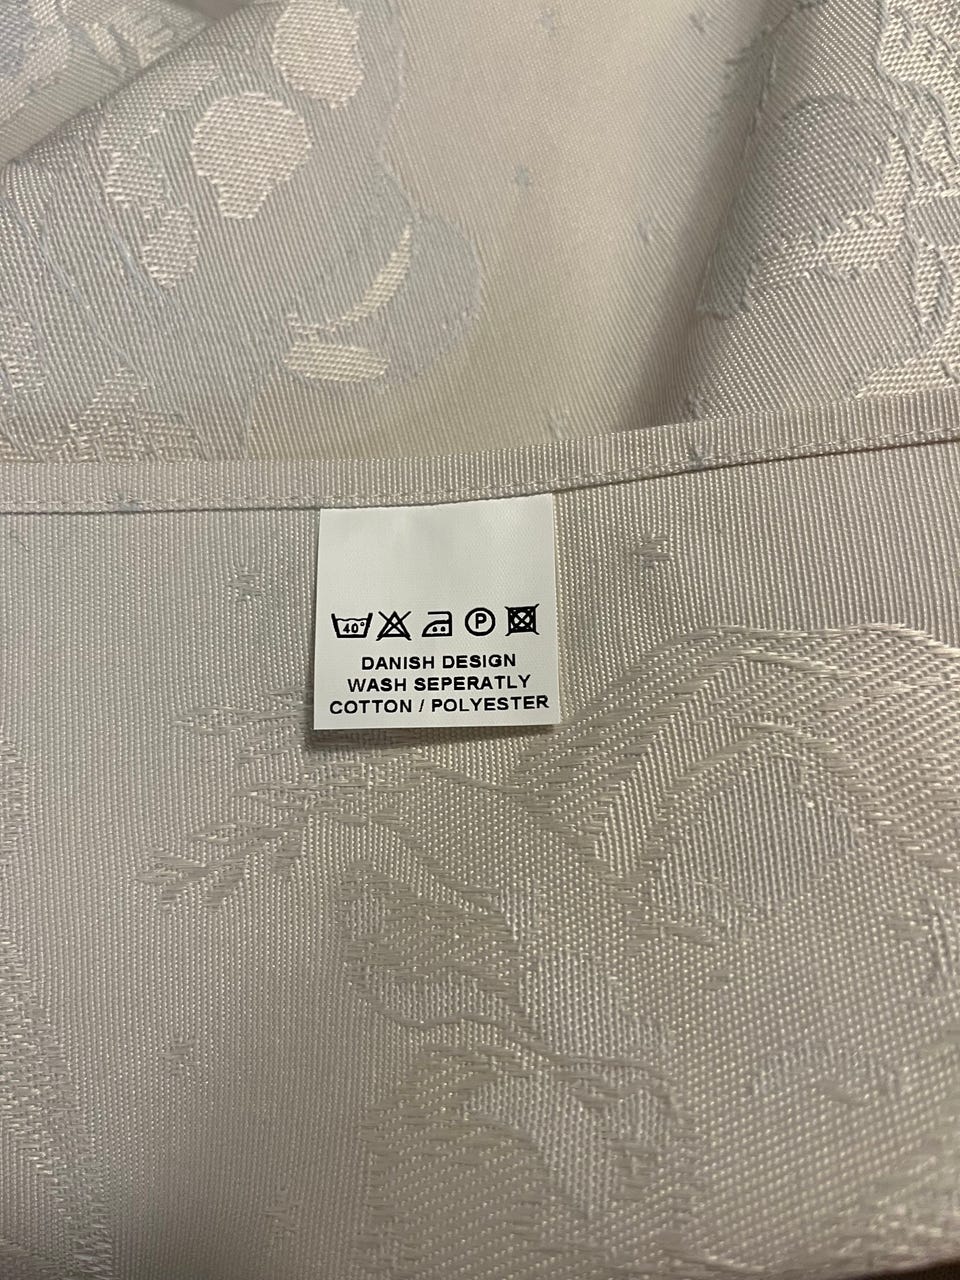 40° P
DANISH DESIGN
WASH SEPERATLY
COTTON / POLYESTER